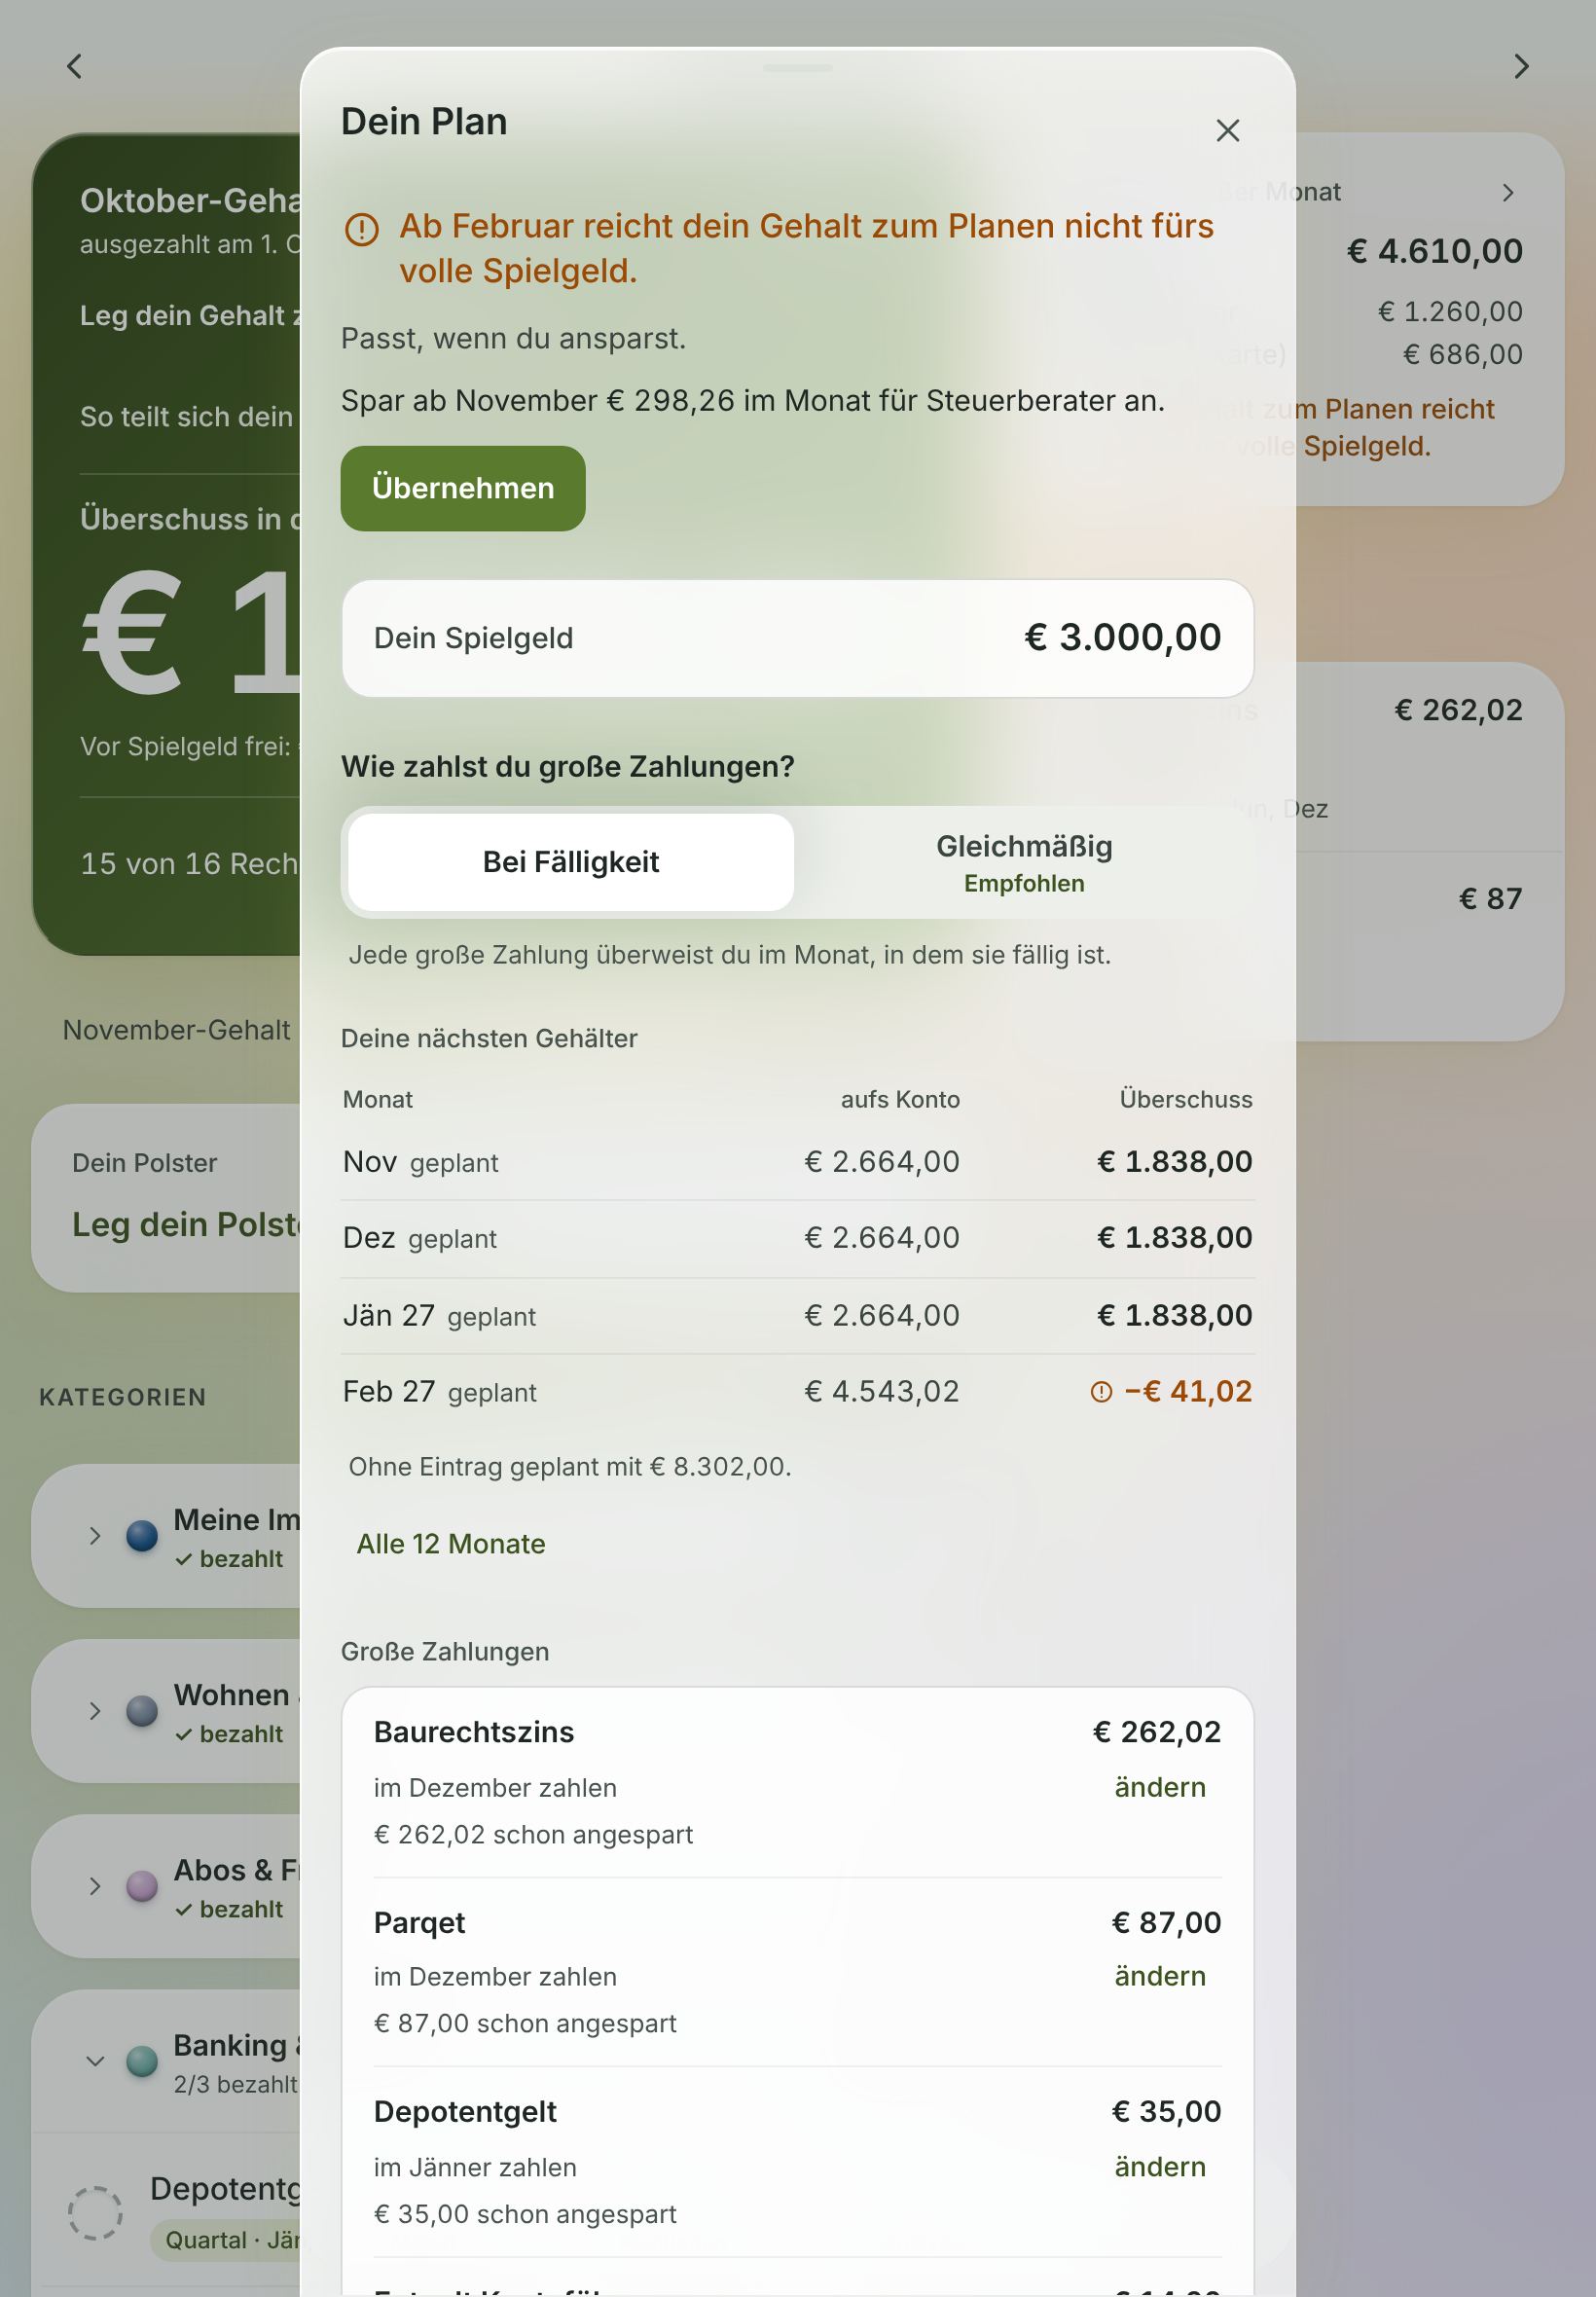 Dein Plan
Ab Februar reicht dein Gehalt zum Planen nicht fürs
volle Spielgeld.
Passt, wenn du ansparst.
Spar ab November € 298,26 im Monat für Steuerberater an.
Übernehmen
Dein Spielgeld € 3.000,00
Wie zahlst du große Zahlungen?
Bei Fälligkeit
Gleichmäßig
Empfohlen
Jede große Zahlung überweist du im Monat, in dem sie fällig ist.
Deine nächsten Gehälter
Monat aufs Konto Überschuss
Nov geplant € 2.664,00 € 1.838,00
Dez geplant € 2.664,00 € 1.838,00
Jän 27 geplant € 2.664,00 € 1.838,00
Feb 27 geplant € 4.543,02 −€ 41,02
Ohne Eintrag geplant mit € 8.302,00.
Alle 12 Monate
Große Zahlungen
Baurechtszins € 262,02
im Dezember zahlen ändern
€ 262,02 schon angespart
Parqet € 87,00
im Dezember zahlen ändern
€ 87,00 schon angespart
Depotentgelt € 35,00
im Jänner zahlen ändern
€ 35,00 schon angespart
Oktober-Geha
ausgezahlt am 1.
Leg dein Gehalt
So teilt sich dein
Überschuss in
€ 1
Vor Spielgeld frei:
15 von 16 Rech
November-Gehalt
Dein Polster
Leg dein Polst
KATEGORIEN
Meine Im
✓ bezahlt
Wohnen
✓ bezahlt
Abos & F
✓ bezahlt
Banking &
2/3 bezahlt
Depotentg
Quartal · Jän
Monat
€ 4.610,00
€ 1.260,00
€ 686,00
zum Planen reicht
volle Spielgeld.
€ 262,02
Dez
€ 87